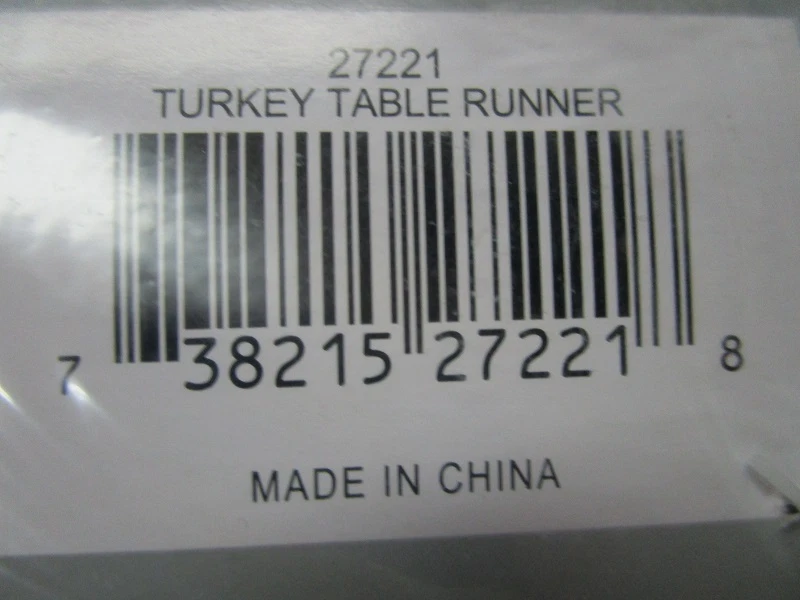 27221
TURKEY TABLE RUNNER
7 38215 27221 8
MADE IN CHINA